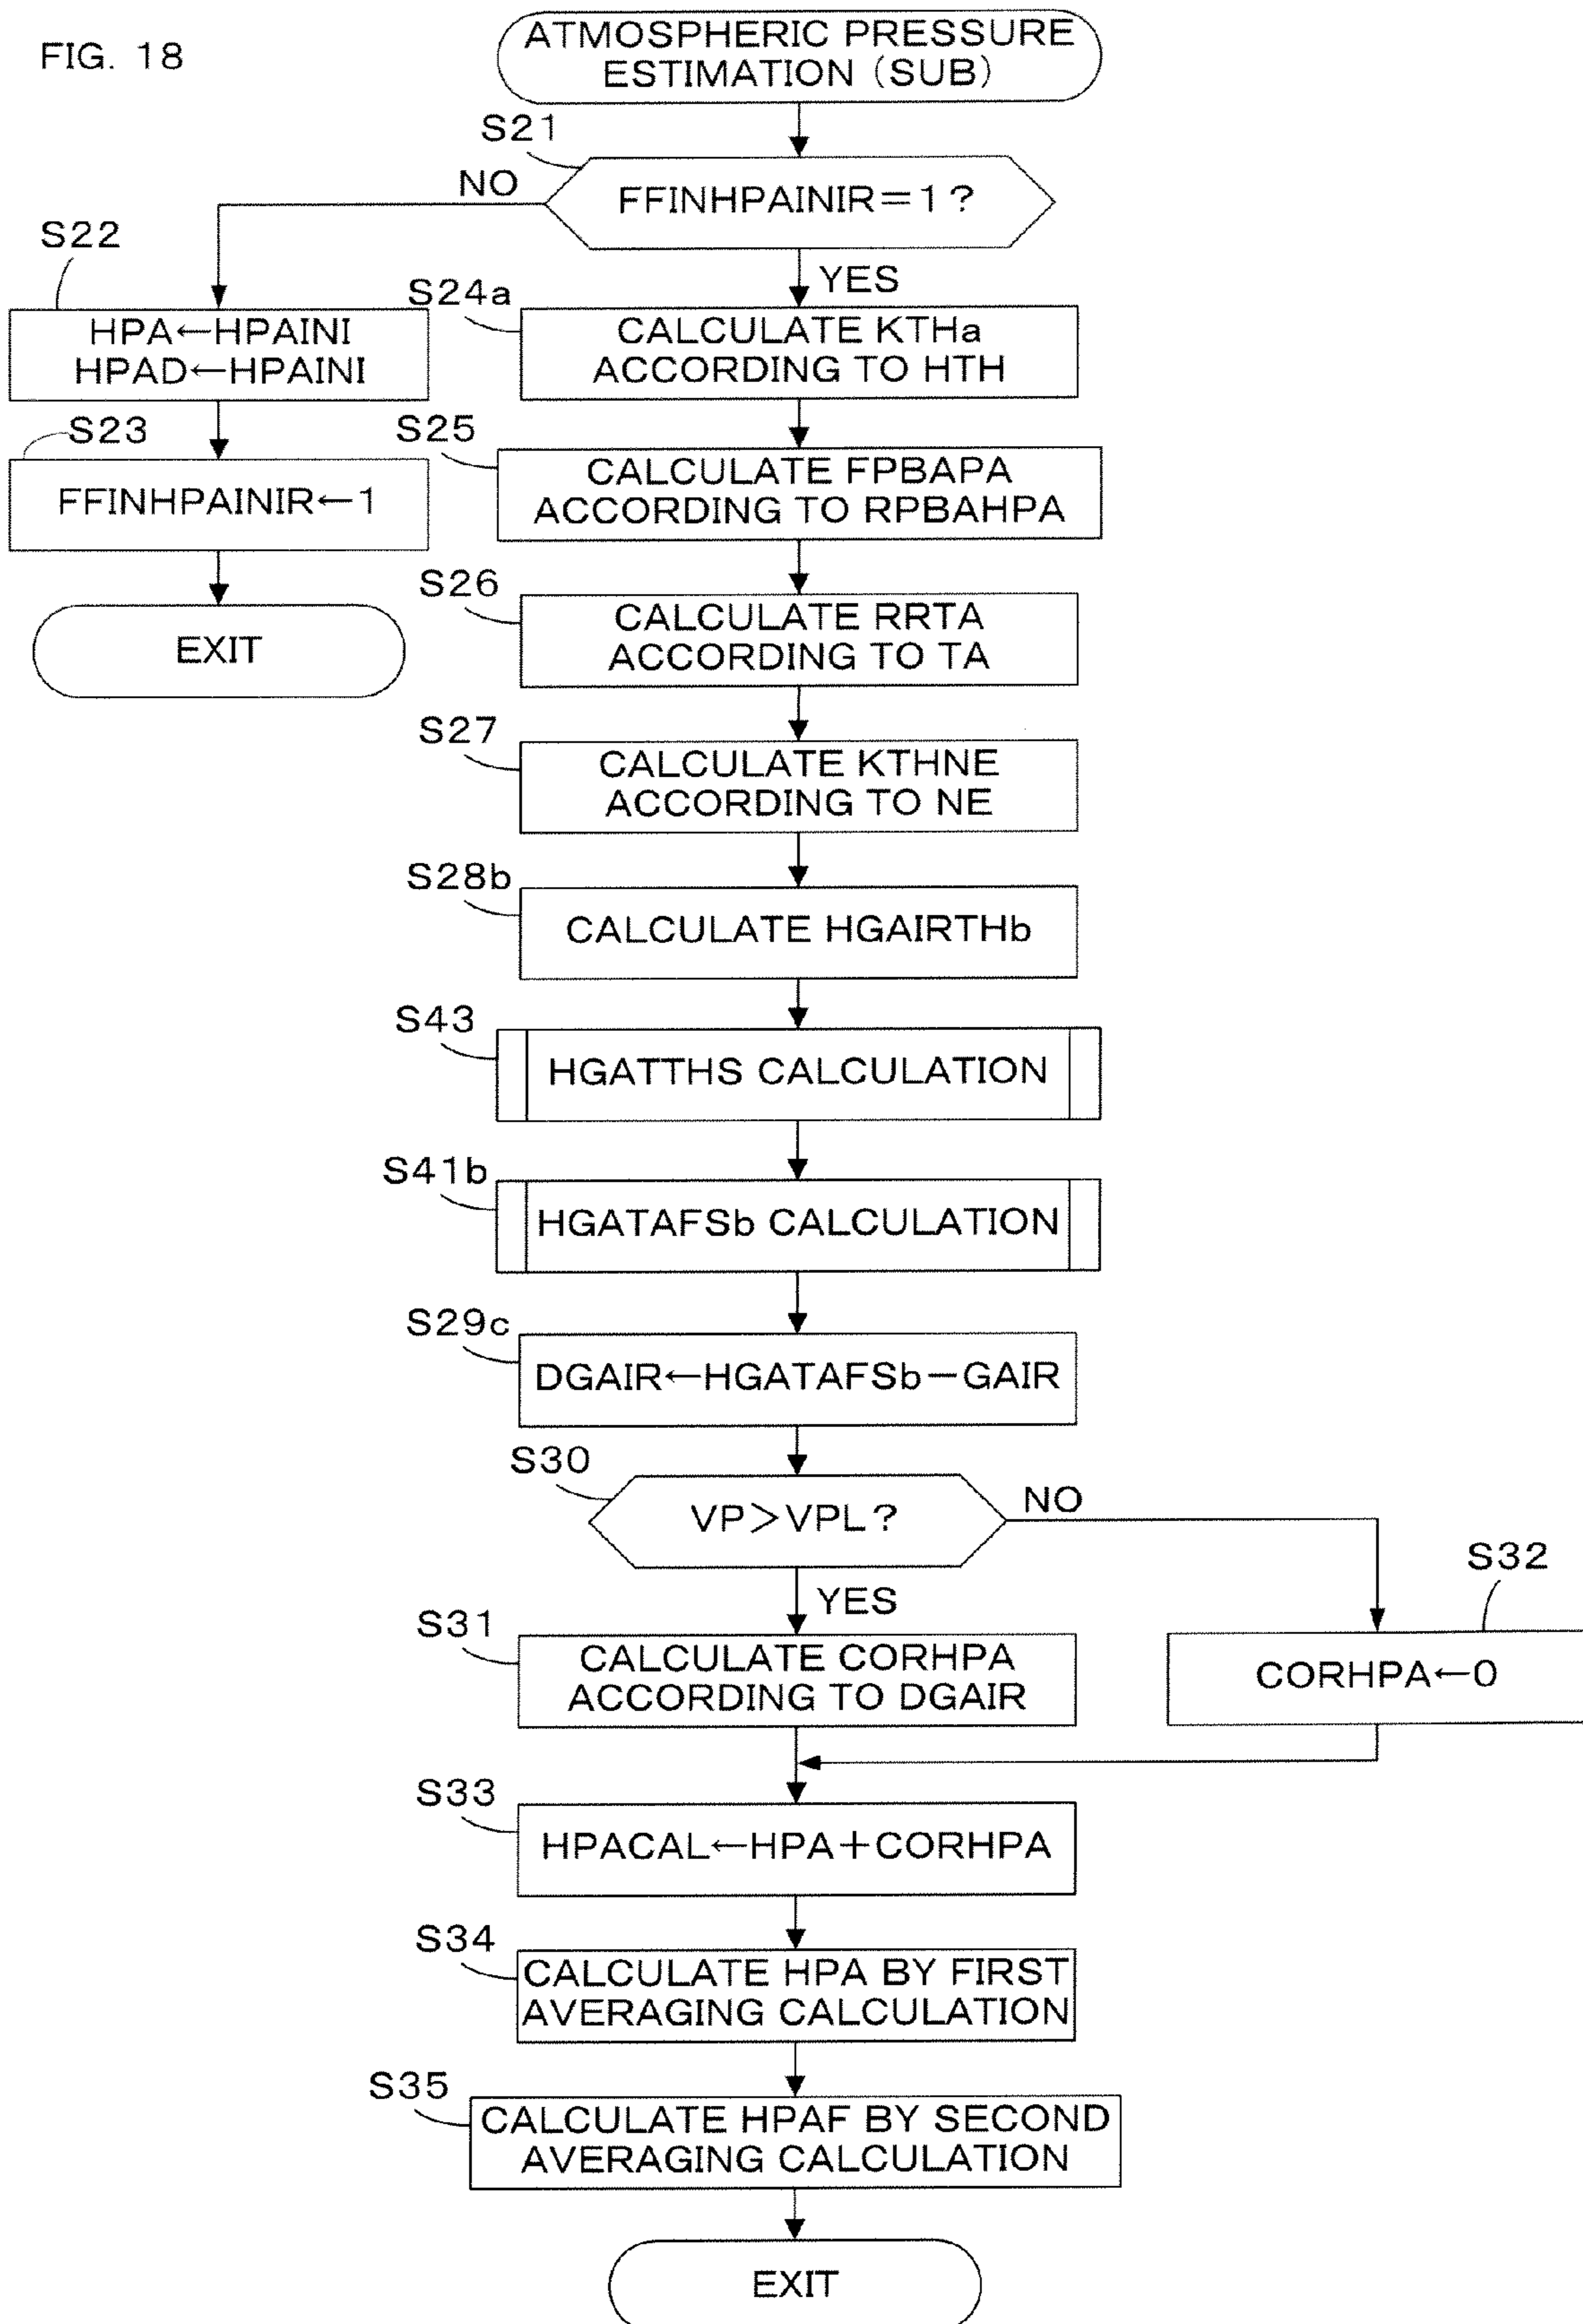 FIG. 18
ATMOSPHERIC PRESSURE
ESTIMATION (SUB)
S21
FFINHPAINIR=1?
NO
YES
S22
HPA←HPAINI
HPAD←HPAINI
S23
FFINHPAINIR←1
EXIT
S24a
CALCULATE KTHa
ACCORDING TO HTH
S25
CALCULATE FPBAPA
ACCORDING TO RPBAHPA
S26
CALCULATE RRTA
ACCORDING TO TA
S27
CALCULATE KTHNE
ACCORDING TO NE
S28b
CALCULATE HGAIRTHb
S43
HGATTHS CALCULATION
S41b
HGATAFSb CALCULATION
S29c
DGAIR←HGATAFSb−GAIR
S30
VP>VPL?
NO
YES
S31
CALCULATE CORHPA
ACCORDING TO DGAIR
S32
CORHPA←0
S33
HPACAL←HPA+CORHPA
S34
CALCULATE HPA BY FIRST
AVERAGING CALCULATION
S35
CALCULATE HPAF BY SECOND
AVERAGING CALCULATION
EXIT